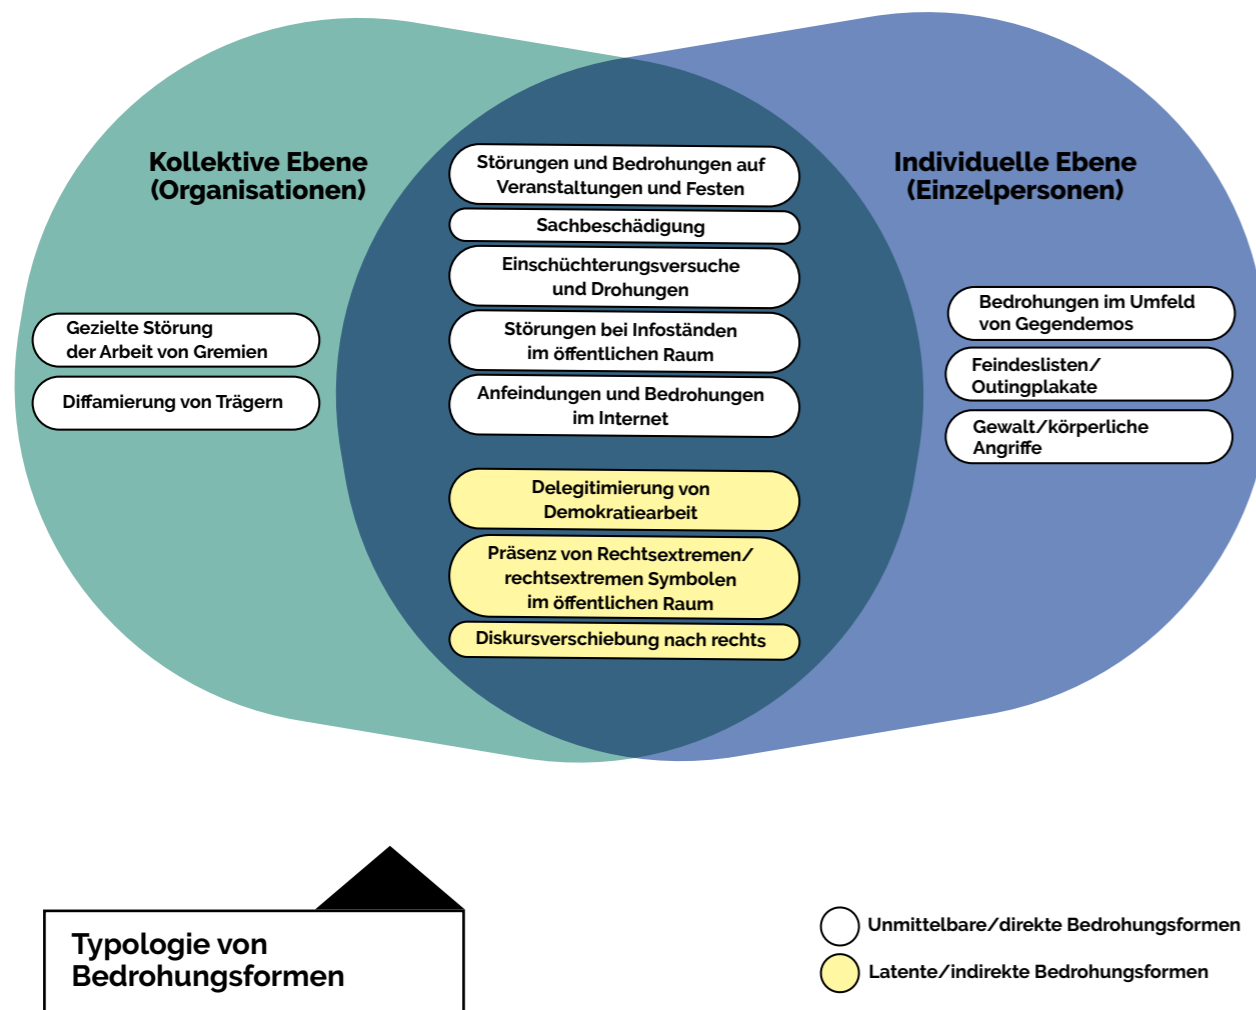 Kollektive Ebene
(Organisationen)
Gezielte Störung
der Arbeit von Gremien
Diffamierung von Trägern
Störungen und Bedrohungen auf
Veranstaltungen und Festen
Sachbeschädigung
Einschüchterungsversuche
und Drohungen
Störungen bei Infoständen
im öffentlichen Raum
Anfeindungen und Bedrohungen
im Internet
Delegitimierung von
Demokratiearbeit
Präsenz von Rechtsextremen/
rechtsextremen Symbolen
im öffentlichen Raum
Diskursverschiebung nach rechts
Individuelle Ebene
(Einzelpersonen)
Bedrohungen im Umfeld
von Gegendemos
Feindeslisten/
Outingplakate
Gewalt/körperliche
Angriffe
Typologie von
Bedrohungsformen
Unmittelbare/direkte Bedrohungsformen
Latente/indirekte Bedrohungsformen